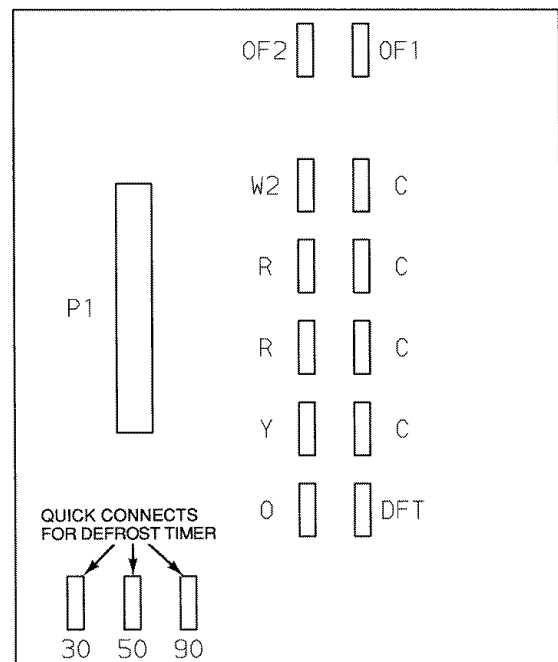 OF2 OF1
W2 C
R C
P1
R C
Y C
O DFT
QUICK CONNECTS
FOR DEFROST TIMER
30 50 90